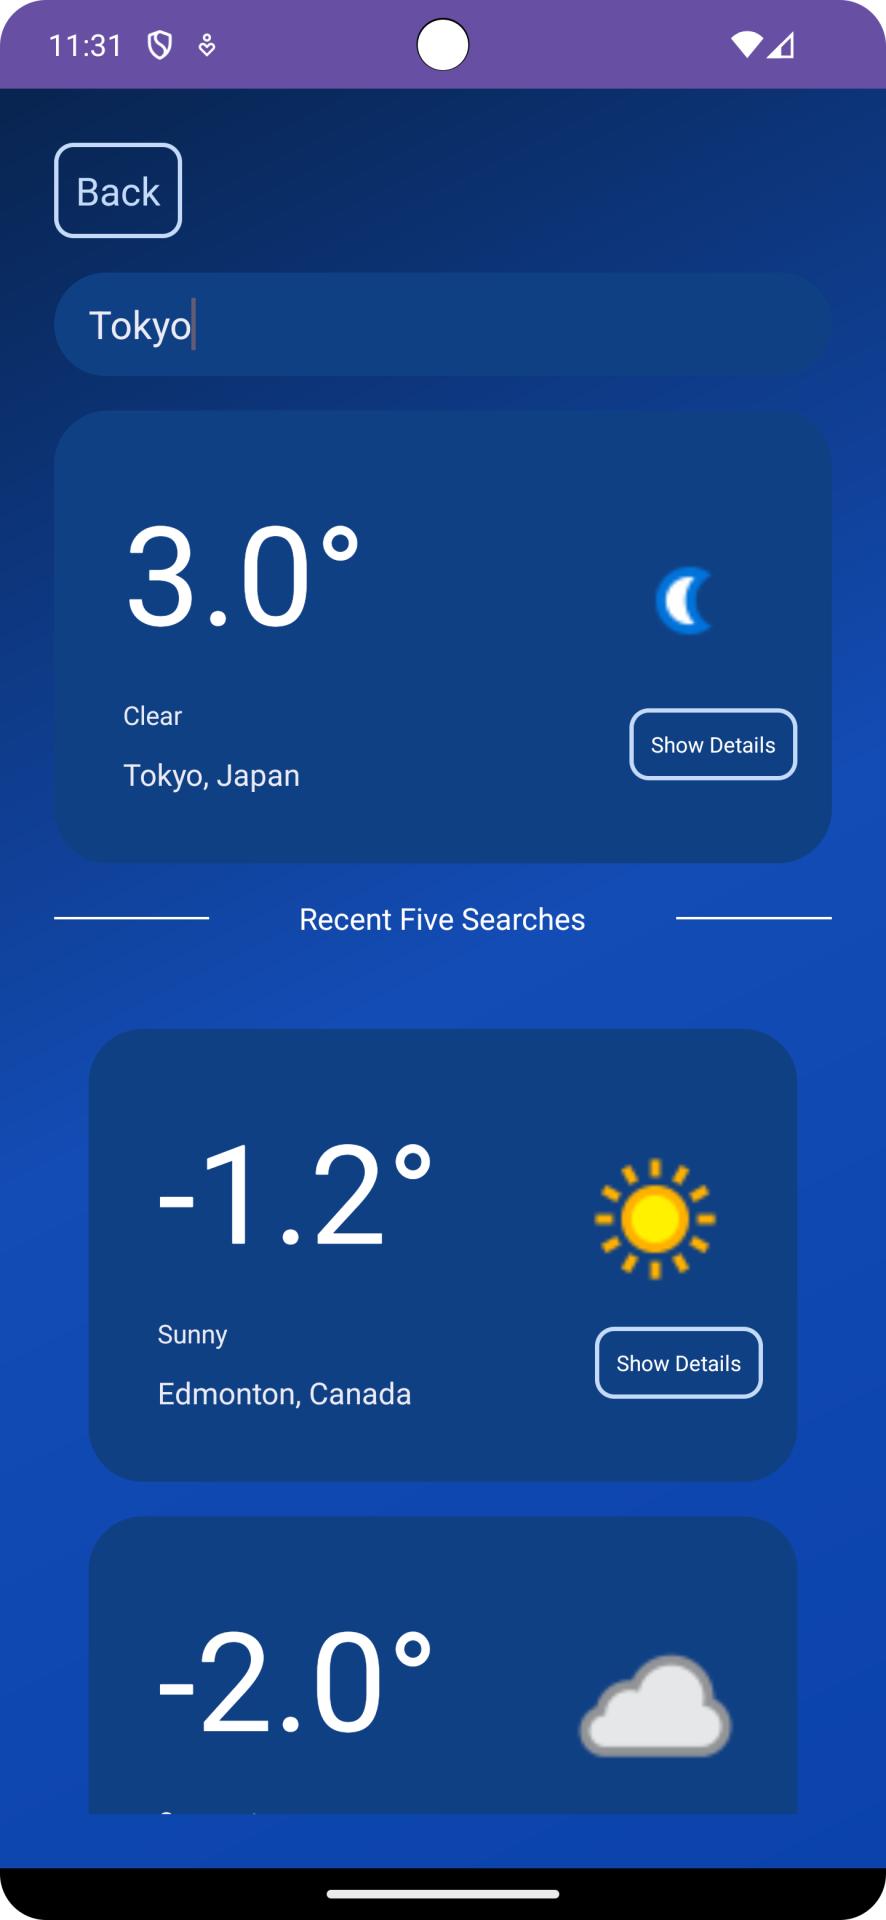 11:31
Back
Tokyo
3.0°
Clear
Tokyo, Japan
Show Details
Recent Five Searches
-1.2°
Sunny
Edmonton, Canada
Show Details
-2.0°